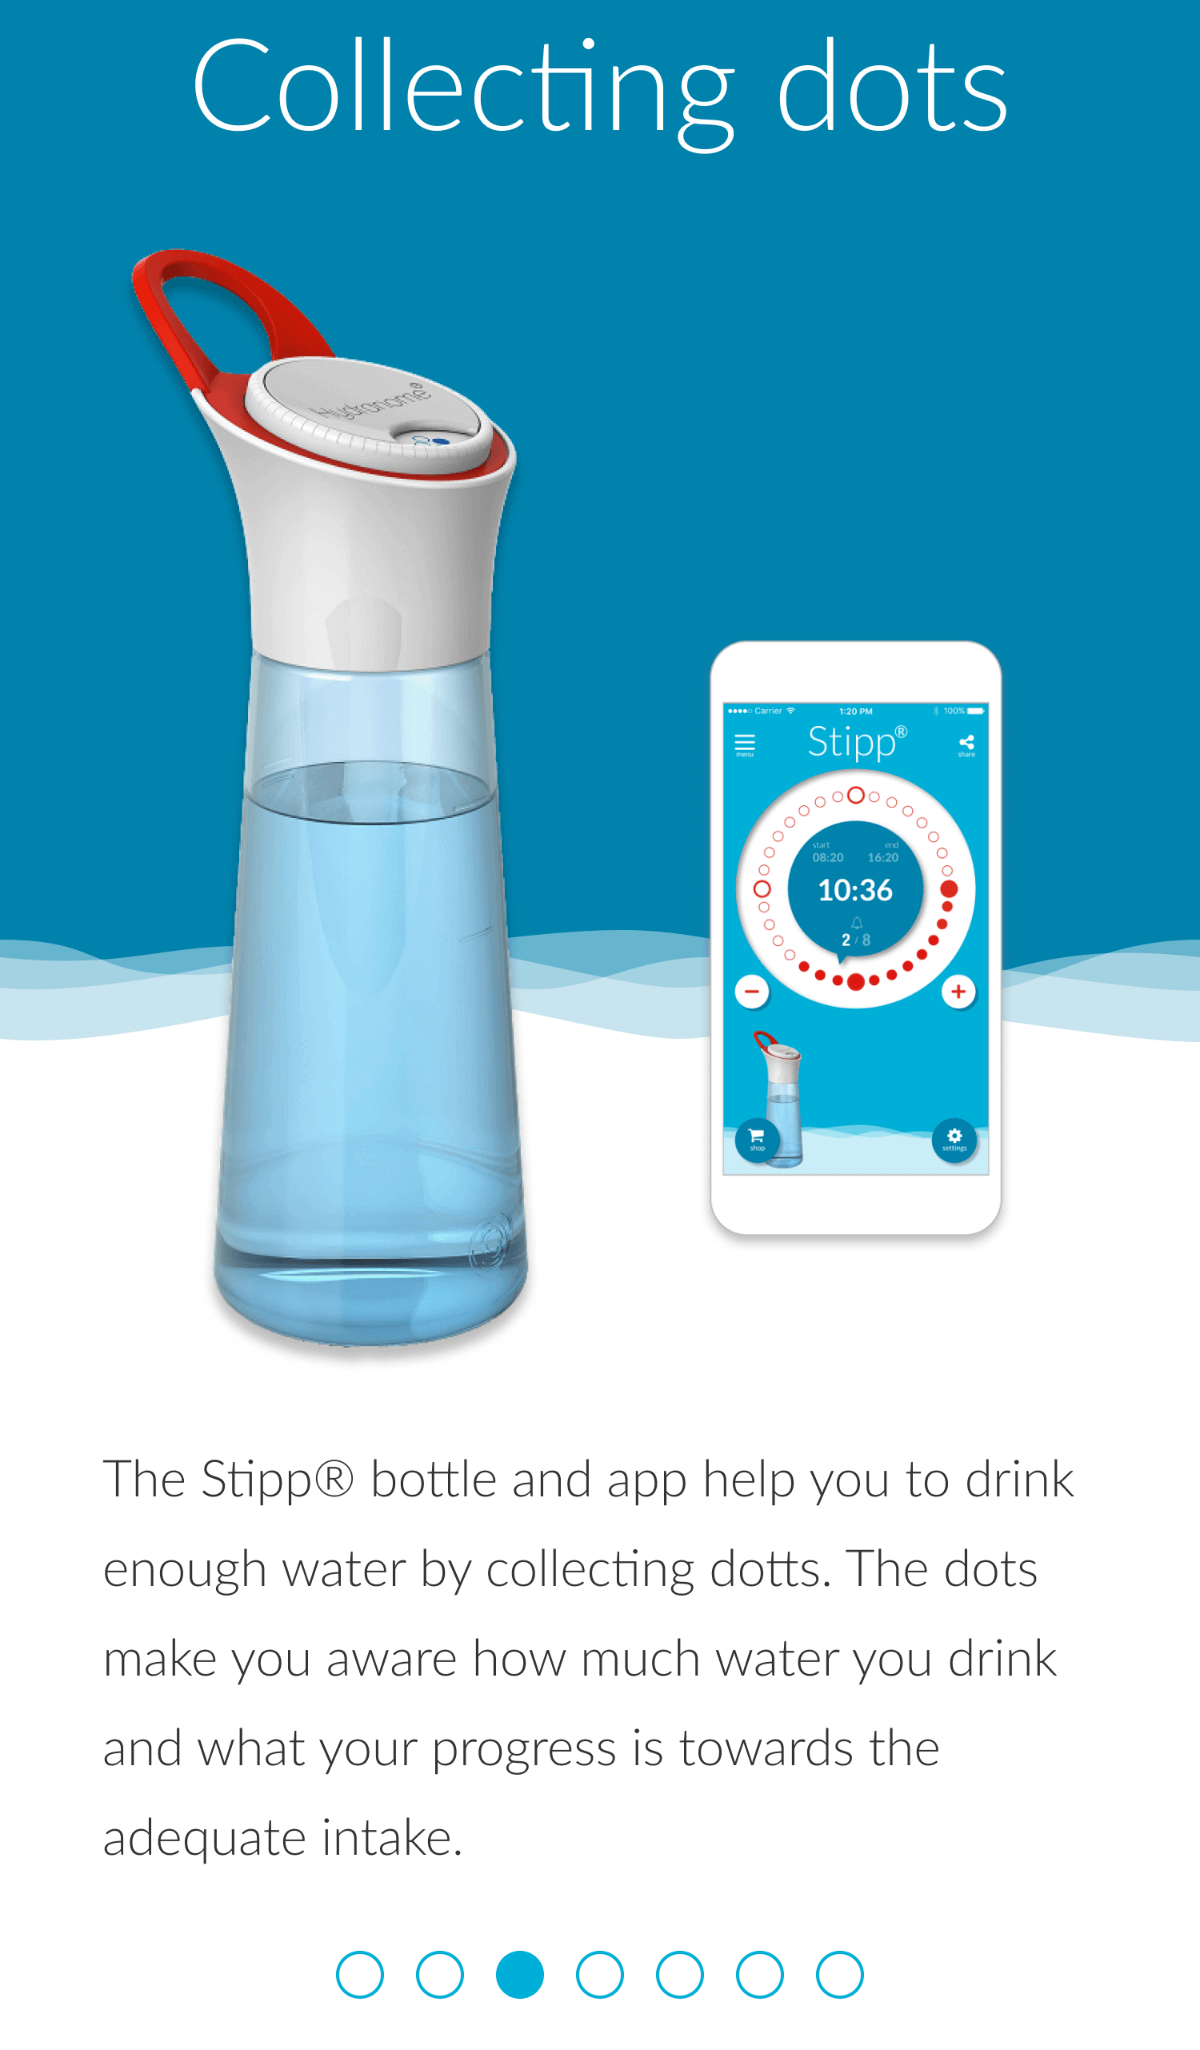 Collecting dots
Hydranome®
Carrier 1:20 PM 100%
menu Stipp® share
start end
08:20 16:20
10:36
2 / 8
shop settings
The Stipp® bottle and app help you to drink
enough water by collecting dotts. The dots
make you aware how much water you drink
and what your progress is towards the
adequate intake.